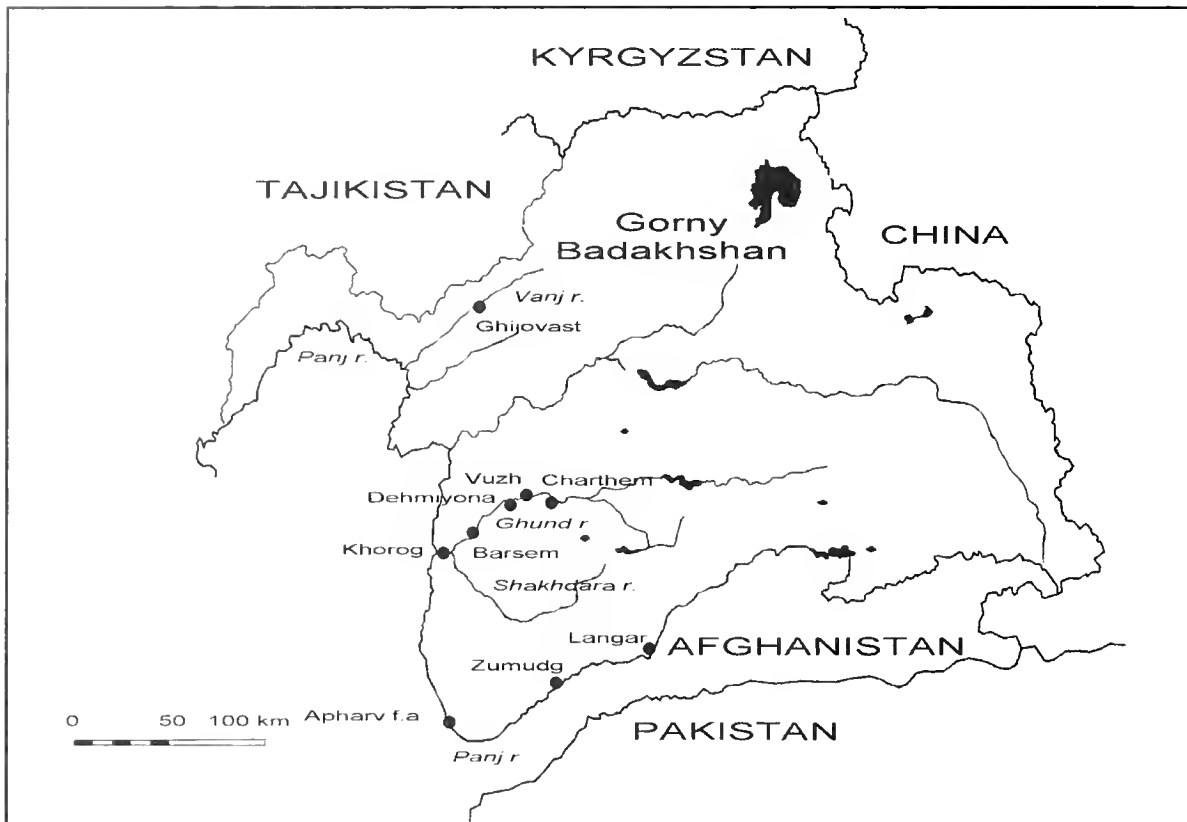 KYRGYZSTAN
TAJIKISTAN
Gorny
Badakhshan
CHINA
Vanj r.
Ghijovast
Panj r.
Vuzh
Charthem
Dehmiyona
Ghund r
Khorog
Barsem
Shakhdara r.
Langar
AFGHANISTAN
Zumudg
0 50 100 km
Apharv f.a
PAKISTAN
Panj r